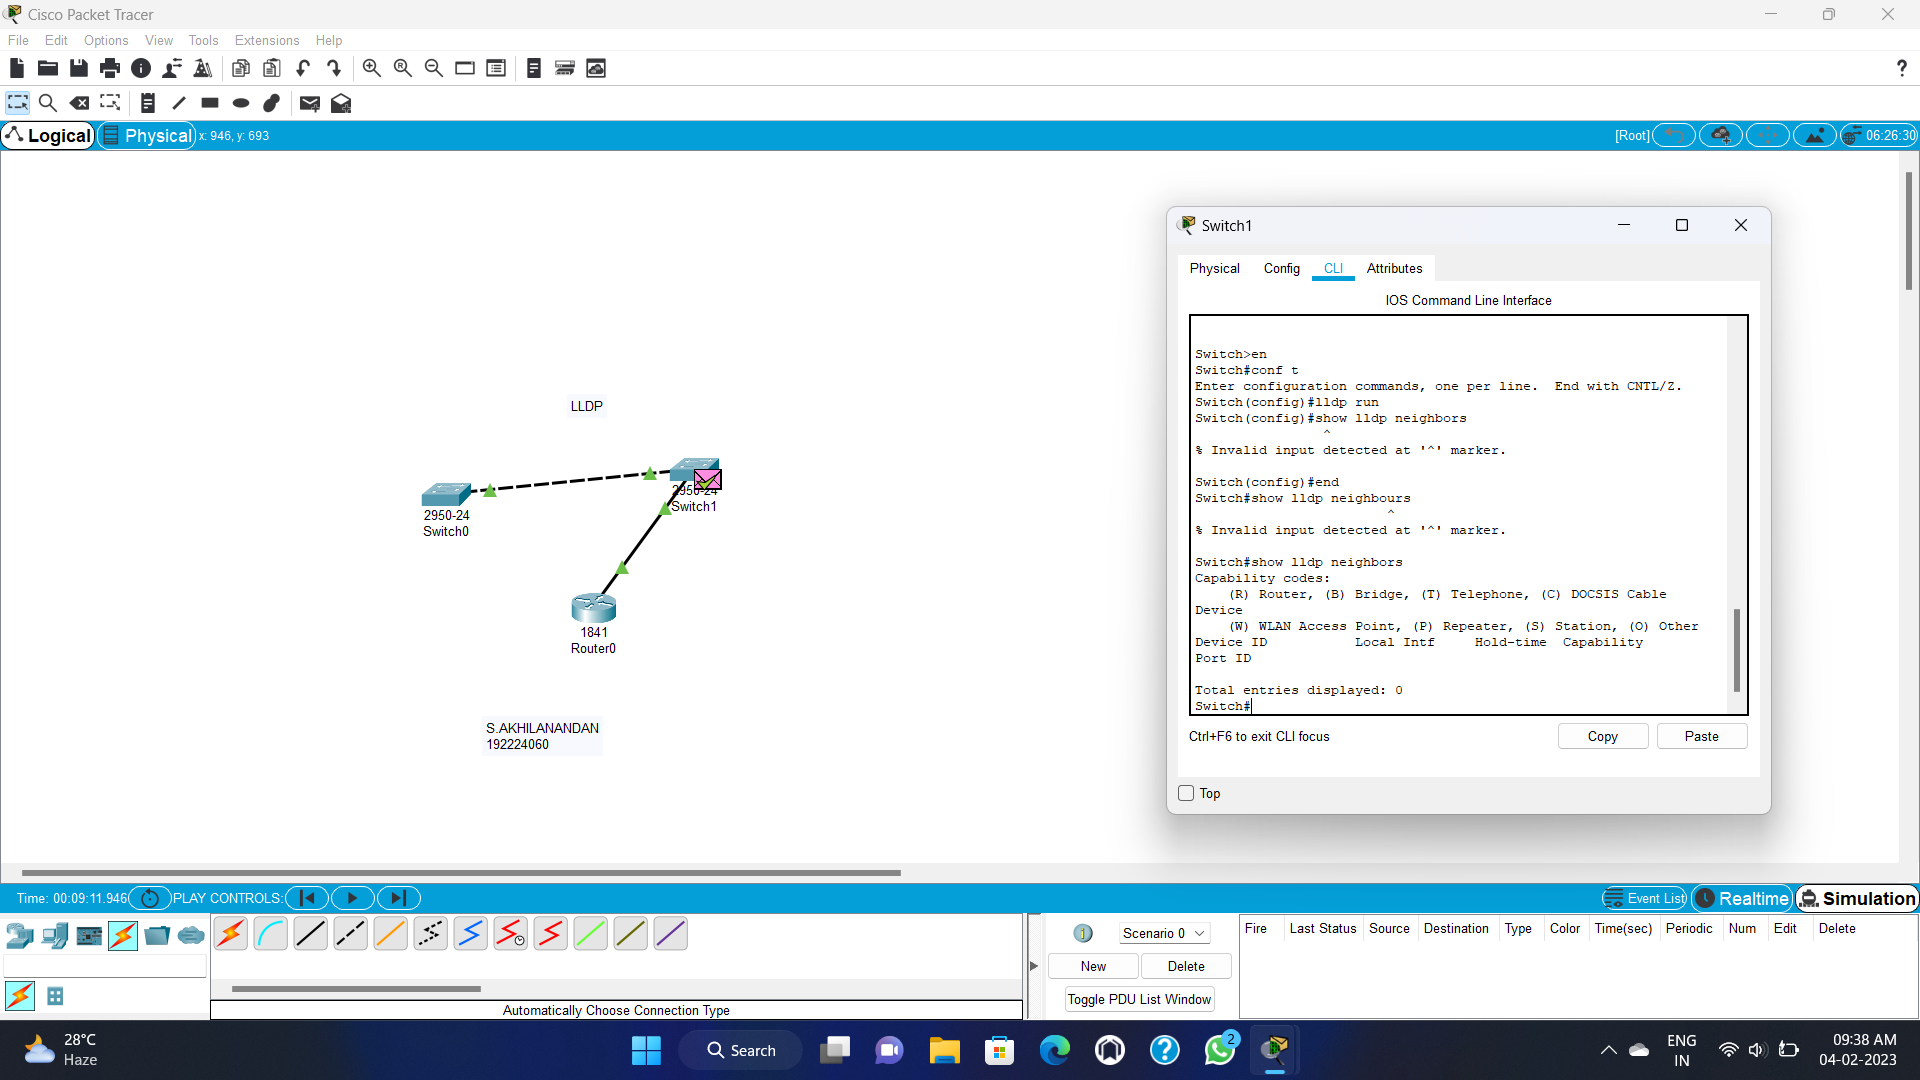 Cisco Packet Tracer
File Edit Options View Tools Extensions Help
?
Logical Physical x: 946, y: 693
[Root] 06:26:30
LLDP
2950-24
Switch0
2950-24
Switch1
1841
Router0
S.AKHILANANDAN
192224060
Switch1
Physical Config CLI Attributes
IOS Command Line Interface
Switch>en
Switch#conf t
Enter configuration commands, one per line.  End with CNTL/Z.
Switch(config)#lldp run
Switch(config)#show lldp neighbors
^
% Invalid input detected at '^' marker.
Switch(config)#end
Switch#show lldp neighbours
^
% Invalid input detected at '^' marker.
Switch#show lldp neighbors
Capability codes:
(R) Router, (B) Bridge, (T) Telephone, (C) DOCSIS Cable
Device
(W) WLAN Access Point, (P) Repeater, (S) Station, (O) Other
Device ID           Local Intf     Hold-time  Capability
Port ID
Total entries displayed: 0
Switch#
Ctrl+F6 to exit CLI focus
Copy Paste
Top
Time: 00:09:11.946 PLAY CONTROLS:
Event List Realtime Simulation
Automatically Choose Connection Type
1 Scenario 0
New Delete
Toggle PDU List Window
Fire Last Status Source Destination Type Color Time(sec) Periodic Num Edit Delete
28°C
Haze
Search
2
ENG
IN
09:38 AM
04-02-2023